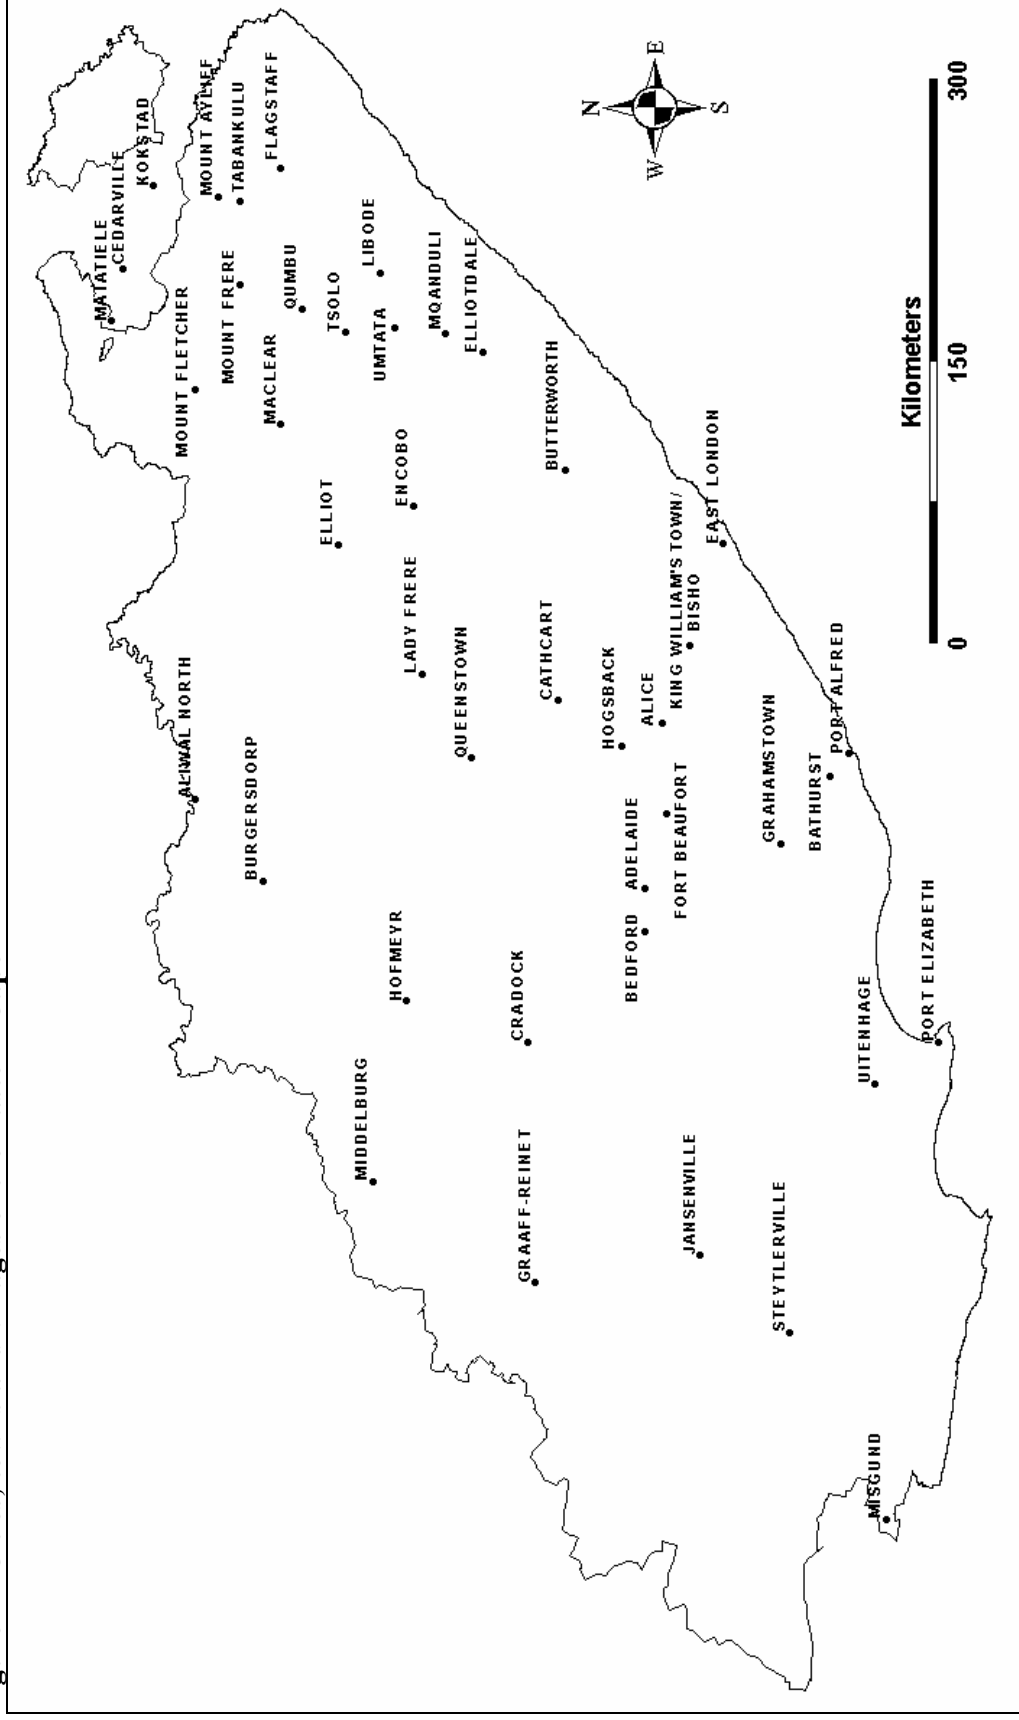 KOKSTAD
CEDARVILLE
MATATIELE
MOUNT AYLIFF
TABANKULU
FLAGSTAFF
MOUNT FLETCHER
MOUNT FRERE
QUMBU
MACLEAR
TSOLO
LIBODE
UMTATA
MQANDULI
ELLIOTDALE
ELLIOT
ENCOBO
BUTTERWORTH
ALIWAL NORTH
BURGERSDORP
LADY FRERE
QUEENSTOWN
CATHCART
HOGSBACK
ALICE
KING WILLIAM'S TOWN/
BISHO
EAST LONDON
HOFMEYR
CRADOCK
BEDFORD
ADELAIDE
FORT BEAUFORT
GRAHAMSTOWN
BATHURST
PORT ALFRED
MIDDELBURG
GRAAFF-REINET
JANSENVILLE
STEYTLERVILLE
UITENHAGE
PORT ELIZABETH
MISGUND
N
W
E
S
Kilometers
0 150 300